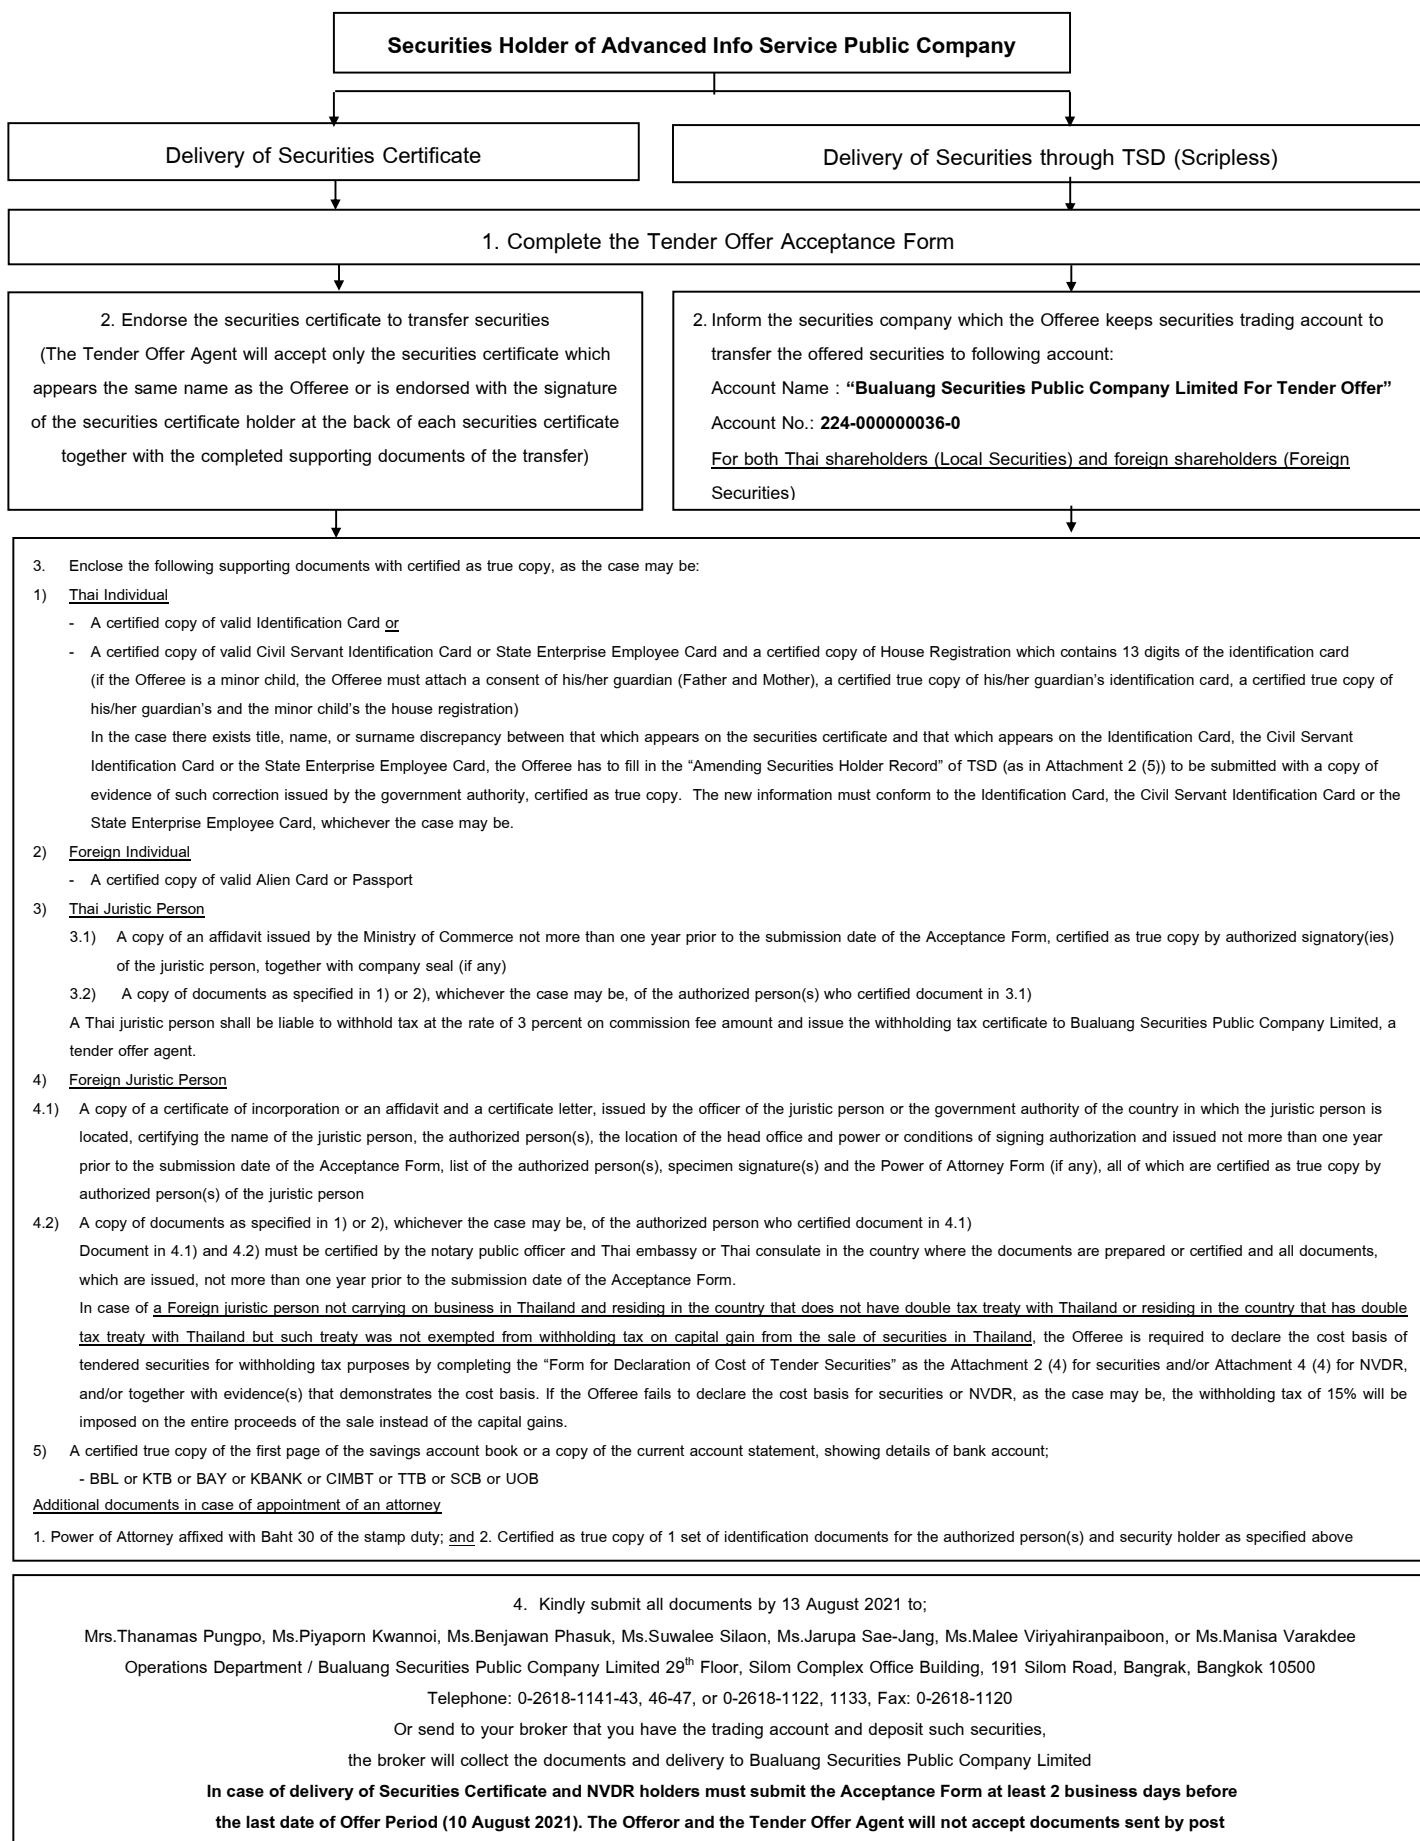 Securities Holder of Advanced Info Service Public Company
Delivery of Securities Certificate
Delivery of Securities through TSD (Scripless)
1. Complete the Tender Offer Acceptance Form
2. Endorse the securities certificate to transfer securities
(The Tender Offer Agent will accept only the securities certificate which
appears the same name as the Offeree or is endorsed with the signature
of the securities certificate holder at the back of each securities certificate
together with the completed supporting documents of the transfer)
2. Inform the securities company which the Offeree keeps securities trading account to
transfer the offered securities to following account:
Account Name : “Bualuang Securities Public Company Limited For Tender Offer”
Account No.: 224-000000036-0
For both Thai shareholders (Local Securities) and foreign shareholders (Foreign
Securities)
3. Enclose the following supporting documents with certified as true copy, as the case may be:
1) Thai Individual
- A certified copy of valid Identification Card or
- A certified copy of valid Civil Servant Identification Card or State Enterprise Employee Card and a certified copy of House Registration which contains 13 digits of the identification card
(if the Offeree is a minor child, the Offeree must attach a consent of his/her guardian (Father and Mother), a certified true copy of his/her guardian’s identification card, a certified true copy of
his/her guardian’s and the minor child’s the house registration)
In the case there exists title, name, or surname discrepancy between that which appears on the securities certificate and that which appears on the Identification Card, the Civil Servant
Identification Card or the State Enterprise Employee Card, the Offeree has to fill in the “Amending Securities Holder Record” of TSD (as in Attachment 2 (5)) to be submitted with a copy of
evidence of such correction issued by the government authority, certified as true copy. The new information must conform to the Identification Card, the Civil Servant Identification Card or the
State Enterprise Employee Card, whichever the case may be.
2) Foreign Individual
- A certified copy of valid Alien Card or Passport
3) Thai Juristic Person
3.1) A copy of an affidavit issued by the Ministry of Commerce not more than one year prior to the submission date of the Acceptance Form, certified as true copy by authorized signatory(ies)
of the juristic person, together with company seal (if any)
3.2) A copy of documents as specified in 1) or 2), whichever the case may be, of the authorized person(s) who certified document in 3.1)
A Thai juristic person shall be liable to withhold tax at the rate of 3 percent on commission fee amount and issue the withholding tax certificate to Bualuang Securities Public Company Limited, a
tender offer agent.
4) Foreign Juristic Person
4.1) A copy of a certificate of incorporation or an affidavit and a certificate letter, issued by the officer of the juristic person or the government authority of the country in which the juristic person is
located, certifying the name of the juristic person, the authorized person(s), the location of the head office and power or conditions of signing authorization and issued not more than one year
prior to the submission date of the Acceptance Form, list of the authorized person(s), specimen signature(s) and the Power of Attorney Form (if any), all of which are certified as true copy by
authorized person(s) of the juristic person
4.2) A copy of documents as specified in 1) or 2), whichever the case may be, of the authorized person who certified document in 4.1)
Document in 4.1) and 4.2) must be certified by the notary public officer and Thai embassy or Thai consulate in the country where the documents are prepared or certified and all documents,
which are issued, not more than one year prior to the submission date of the Acceptance Form.
In case of a Foreign juristic person not carrying on business in Thailand and residing in the country that does not have double tax treaty with Thailand or residing in the country that has double
tax treaty with Thailand but such treaty was not exempted from withholding tax on capital gain from the sale of securities in Thailand, the Offeree is required to declare the cost basis of
tendered securities for withholding tax purposes by completing the “Form for Declaration of Cost of Tender Securities” as the Attachment 2 (4) for securities and/or Attachment 4 (4) for NVDR,
and/or together with evidence(s) that demonstrates the cost basis. If the Offeree fails to declare the cost basis for securities or NVDR, as the case may be, the withholding tax of 15% will be
imposed on the entire proceeds of the sale instead of the capital gains.
5) A certified true copy of the first page of the savings account book or a copy of the current account statement, showing details of bank account;
- BBL or KTB or BAY or KBANK or CIMBT or TTB or SCB or UOB
Additional documents in case of appointment of an attorney
1. Power of Attorney affixed with Baht 30 of the stamp duty; and 2. Certified as true copy of 1 set of identification documents for the authorized person(s) and security holder as specified above
4. Kindly submit all documents by 13 August 2021 to;
Mrs.Thanamas Pungpo, Ms.Piyaporn Kwannoi, Ms.Benjawan Phasuk, Ms.Suwalee Silaon, Ms.Jarupa Sae-Jang, Ms.Malee Viriyahiranpaiboon, or Ms.Manisa Varakdee
Operations Department / Bualuang Securities Public Company Limited 29th Floor, Silom Complex Office Building, 191 Silom Road, Bangrak, Bangkok 10500
Telephone: 0-2618-1141-43, 46-47, or 0-2618-1122, 1133, Fax: 0-2618-1120
Or send to your broker that you have the trading account and deposit such securities,
the broker will collect the documents and delivery to Bualuang Securities Public Company Limited
In case of delivery of Securities Certificate and NVDR holders must submit the Acceptance Form at least 2 business days before
the last date of Offer Period (10 August 2021). The Offeror and the Tender Offer Agent will not accept documents sent by post